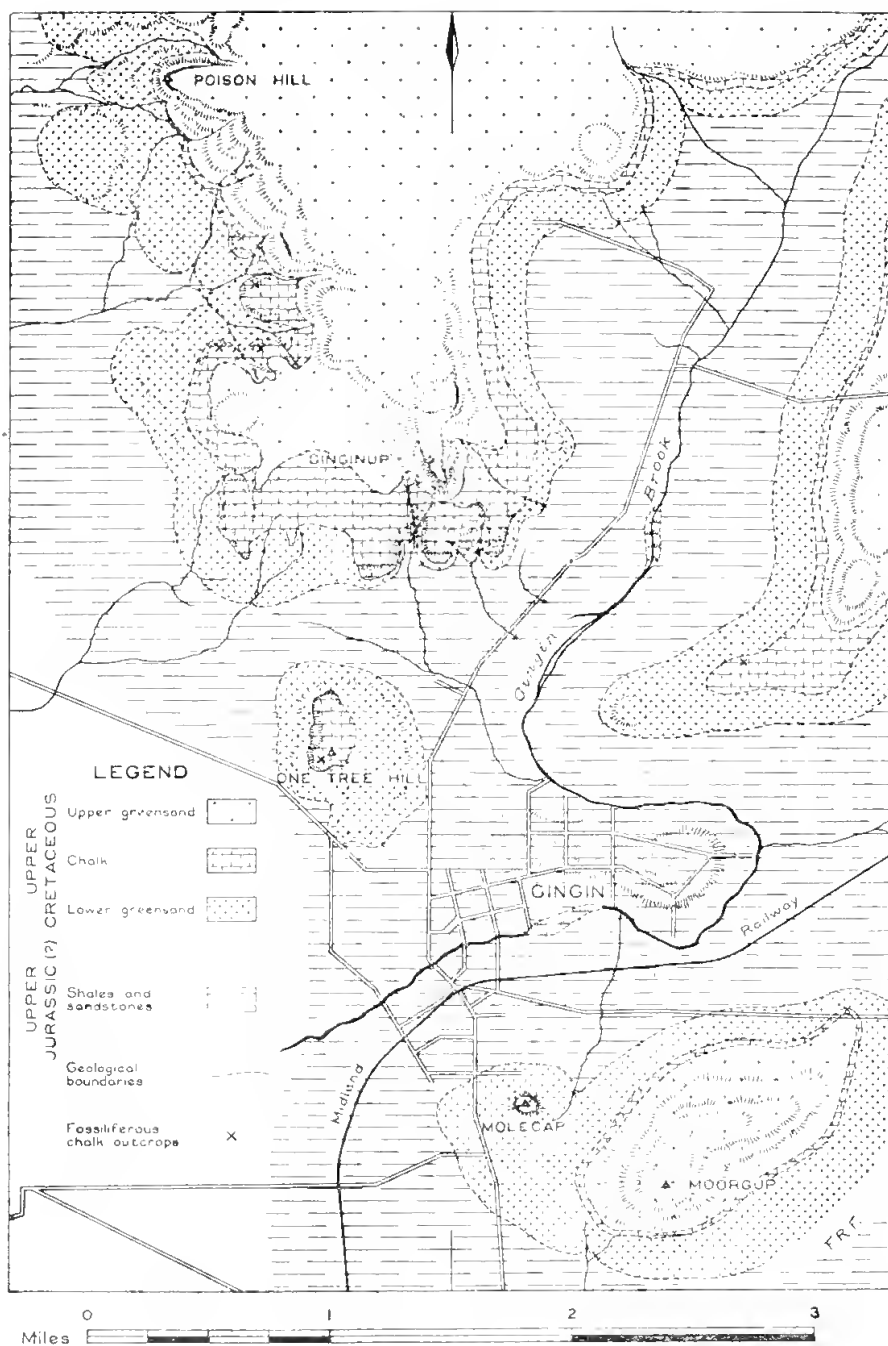 POISON HILL
GINGINUP
Brook
Gingin
ONE TREE HILL
LEGEND
UPPER CRETACEOUS
Upper greensand
Chalk
Lower greensand
UPPER JURASSIC (?)
Shales and
sandstones
Geological
boundaries
Fossiliferous
chalk outcrops
X
GINGIN
Railway
Midland
MOLECAP
MOORGUP
F.R.F.
0 1 2 3
Miles